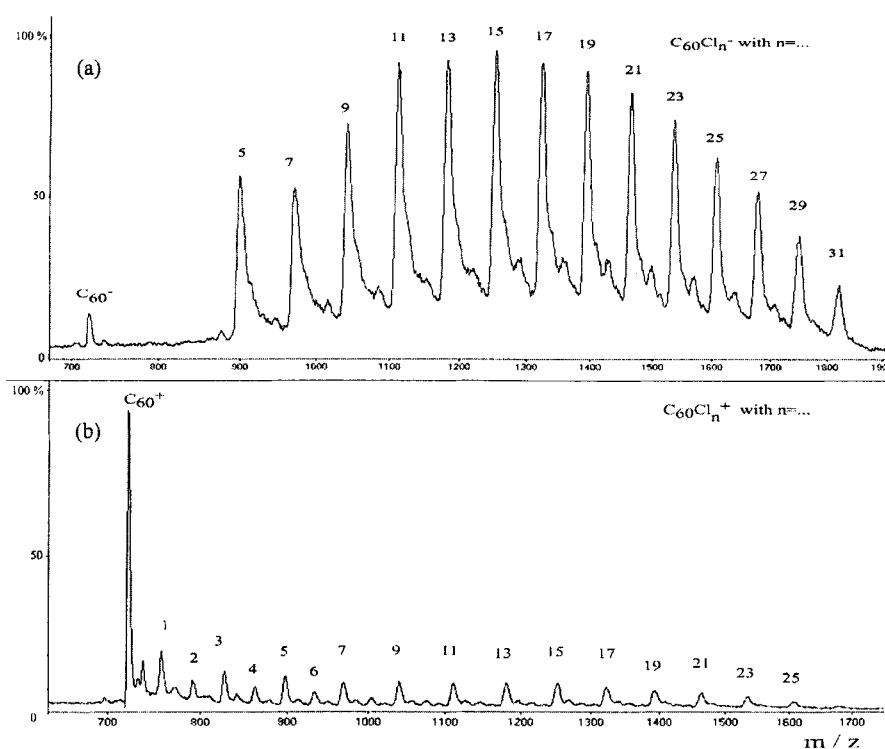 100 %
(a)
C60Cln- with n=...
5 7 9 11 13 15 17 19 21 23 25 27 29 31
50
C60-
0
700 900 1000 1100 1200 1300 1400 1500 1600 1700 1800 1900
100 %
C60+
C60Cln+ with n=...
(b)
50
1 2 3 4 5 6 7 9 11 13 15 17 19 21 23 25
0
700 800 900 1000 1100 1200 1300 1400 1500 1600 1700
m / z